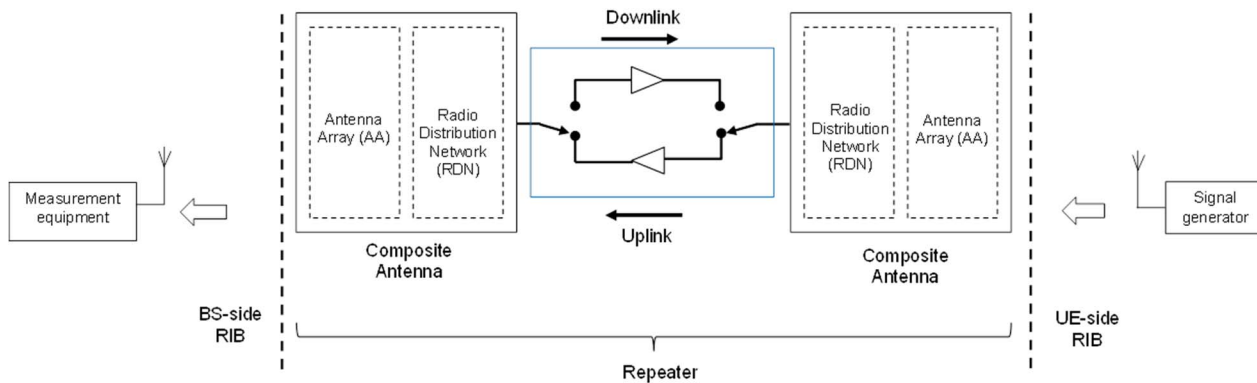 Downlink
Antenna
Array (AA)
Radio
Distribution
Network
(RDN)
Radio
Distribution
Network
(RDN)
Antenna
Array (AA)
Measurement
equipment
Signal
generator
Uplink
Composite
Antenna
Composite
Antenna
BS-side
RIB
UE-side
RIB
Repeater